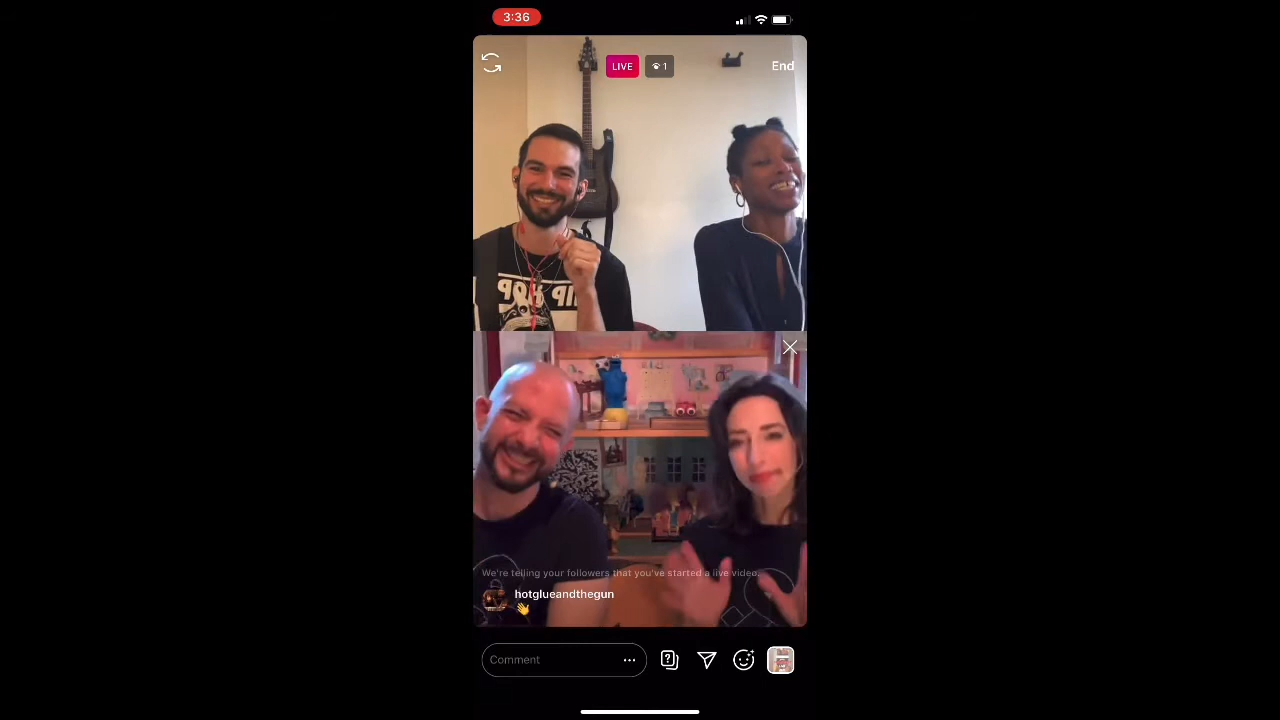 3:36
LIVE
1
End
We're telling your followers that you've started a live video.
hotglueandthegun
👋
Comment